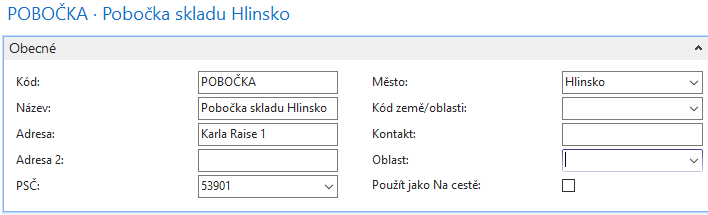 POBOČKA · Pobočka skladu Hlinsko
Obecné
Kód: POBOČKA
Název: Pobočka skladu Hlinsko
Adresa: Karla Raise 1
Adresa 2:
PSČ: 53901
Město: Hlinsko
Kód země/oblasti:
Kontakt:
Oblast:
Použít jako Na cestě: